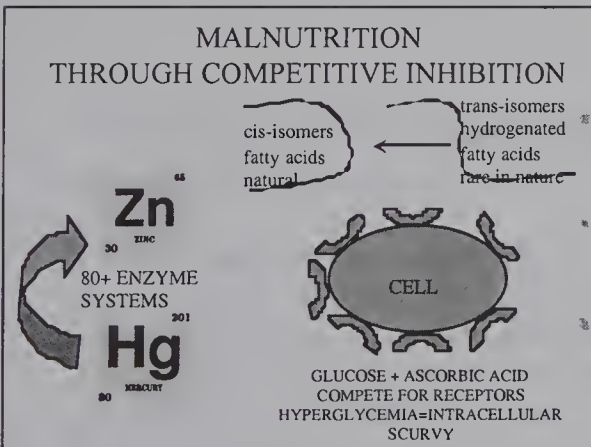 MALNUTRITION
THROUGH COMPETITIVE INHIBITION
cis-isomers
fatty acids
natural
trans-isomers
hydrogenated
fatty acids
rare in nature
65
Zn
30
ZINC
80+ ENZYME
SYSTEMS
201
Hg
80
MERCURY
CELL
GLUCOSE + ASCORBIC ACID
COMPETE FOR RECEPTORS
HYPERGLYCEMIA=INTRACELLULAR
SCURVY